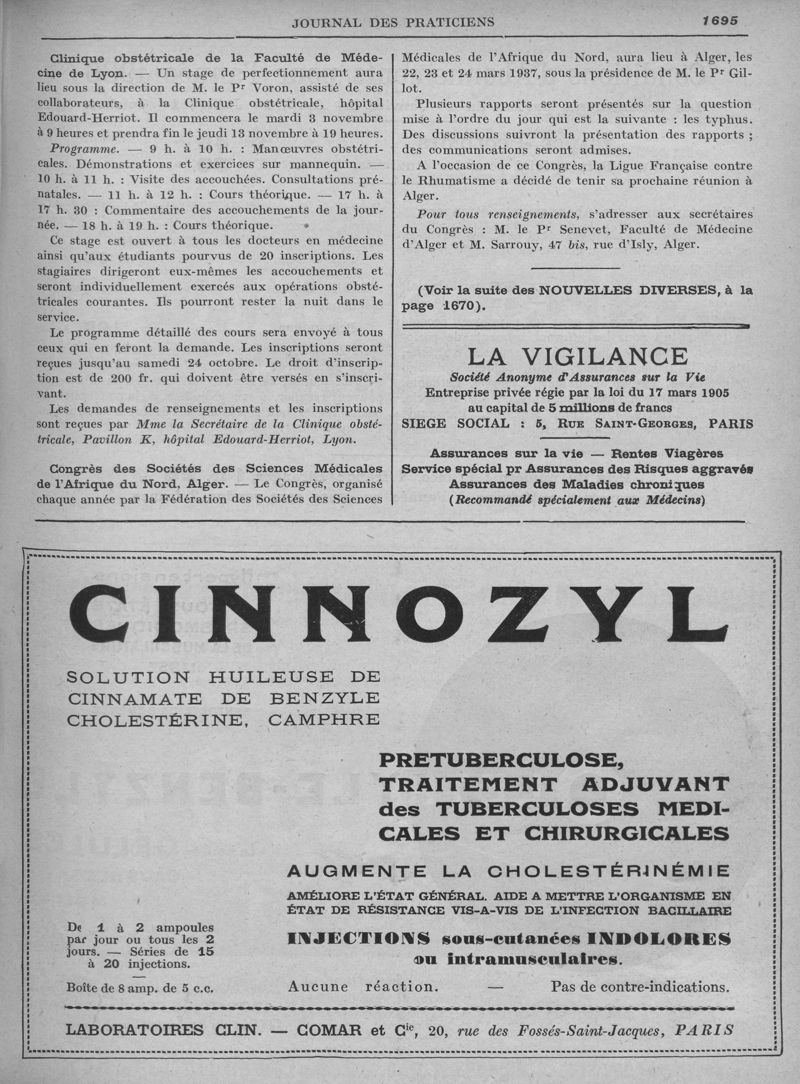 JOURNAL DES PRATICIENS
1695
Clinique obstétricale de la Faculté de Méde-
cine de Lyon. — Un stage de perfectionnement aura
lieu sous la direction de M. le Pr Voron, assisté de ses
collaborateurs, à la Clinique obstétricale, hôpital
Edouard-Herriot. Il commencera le mardi 3 novembre
à 9 heures et prendra fin le jeudi 13 novembre à 19 heures.
Programme. — 9 h. à 10 h. : Manœuvres obstétri-
cales. Démonstrations et exercices sur mannequin. —
10 h. à 11 h. : Visite des accouchées. Consultations pré-
natales. — 11 h. à 12 h. : Cours théorique. — 17 h. à
17 h. 30 : Commentaire des accouchements de la jour-
née. — 18 h. à 19 h. : Cours théorique.
Ce stage est ouvert à tous les docteurs en médecine
ainsi qu'aux étudiants pourvus de 20 inscriptions. Les
stagiaires dirigeront eux-mêmes les accouchements et
seront individuellement exercés aux opérations obsté-
tricales courantes. Ils pourront rester la nuit dans le
service.
Le programme détaillé des cours sera envoyé à tous
ceux qui en feront la demande. Les inscriptions seront
reçues jusqu'au samedi 24 octobre. Le droit d'inscrip-
tion est de 200 fr. qui doivent être versés en s'inscri-
vant.
Les demandes de renseignements et les inscriptions
sont reçues par Mme la Secrétaire de la Clinique obsté-
tricale, Pavillon K, hôpital Edouard-Herriot, Lyon.
Congrès des Sociétés des Sciences Médicales
de l'Afrique du Nord, Alger. — Le Congrès, organisé
chaque année par la Fédération des Sociétés des Sciences
Médicales de l'Afrique du Nord, aura lieu à Alger, les
22, 23 et 24 mars 1937, sous la présidence de M. le Pr Gil-
lot.
Plusieurs rapports seront présentés sur la question
mise à l'ordre du jour qui est la suivante : les typhus.
Des discussions suivront la présentation des rapports ;
des communications seront admises.
A l'occasion de ce Congrès, la Ligue Française contre
le Rhumatisme a décidé de tenir sa prochaine réunion à
Alger.
Pour tous renseignements, s'adresser aux secrétaires
du Congrès : M. le Pr Senevet, Faculté de Médecine
d'Alger et M. Sarrouy, 47 bis, rue d'Isly, Alger.
(Voir la suite des NOUVELLES DIVERSES, à la
page 1670).
LA VIGILANCE
Société Anonyme d'Assurances sur la Vie
Entreprise privée régie par la loi du 17 mars 1905
au capital de 5 millions de francs
SIEGE SOCIAL : 5, RUE SAINT-GEORGES, PARIS
Assurances sur la vie — Rentes Viagères
Service spécial pr Assurances des Risques aggravés
Assurances des Maladies chroniques
(Recommandé spécialement aux Médecins)
CINNOZYL
SOLUTION HUILEUSE DE
CINNAMATE DE BENZYLE
CHOLESTÉRINE, CAMPHRE
PRETUBERCULOSE,
TRAITEMENT ADJUVANT
des TUBERCULOSES MEDI-
CALES ET CHIRURGICALES
AUGMENTE LA CHOLESTÉRINÉMIE
AMÉLIORE L'ÉTAT GÉNÉRAL. AIDE A METTRE L'ORGANISME EN
ÉTAT DE RÉSISTANCE VIS-A-VIS DE L'INFECTION BACILLAIRE
De 1 à 2 ampoules
par jour ou tous les 2
jours. — Séries de 15
à 20 injections.
Boîte de 8 amp. de 5 c.c.
INJECTIONS sous-cutanées INDOLORES
ou intramusculaires.
Aucune réaction. — Pas de contre-indications.
LABORATOIRES CLIN. — COMAR et Cie, 20, rue des Fossés-Saint-Jacques, PARIS